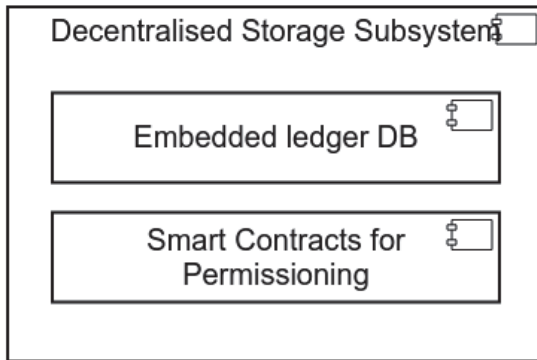 Decentralised Storage Subsystem
Embedded ledger DB
Smart Contracts for
Permissioning